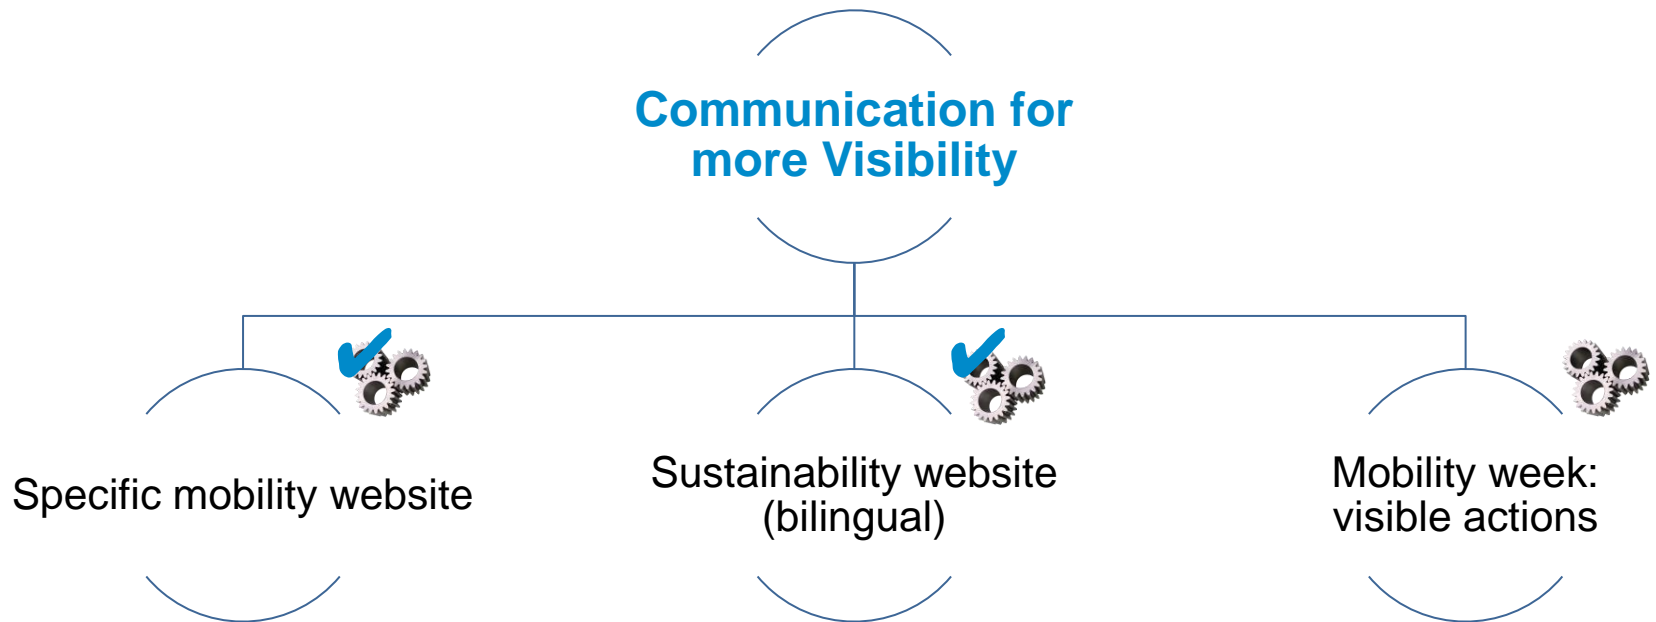 Communication for
more Visibility
Specific mobility website
Sustainability website
(bilingual)
Mobility week:
visible actions